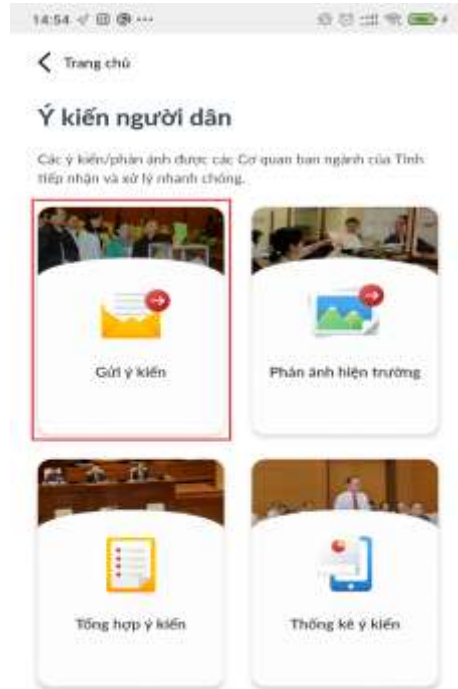 14:54
Trang chủ
Ý kiến người dân
Các ý kiến/phản ánh được các Cơ quan ban ngành của Tỉnh
tiếp nhận và xử lý nhanh chóng.
Gửi ý kiến
Phản ánh hiện trường
Tổng hợp ý kiến
Thống kê ý kiến